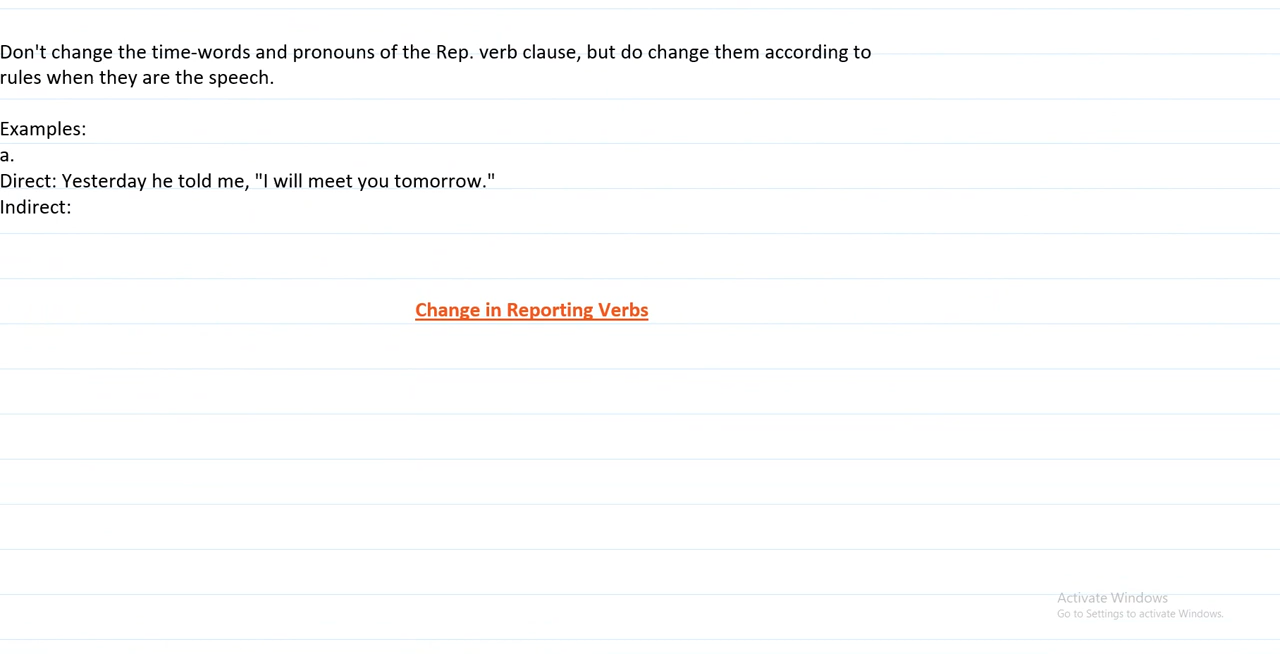 Don't change the time-words and pronouns of the Rep. verb clause, but do change them according to
rules when they are the speech.
Examples:
a.
Direct: Yesterday he told me, "I will meet you tomorrow."
Indirect:
Change in Reporting Verbs
Activate Windows
Go to Settings to activate Windows.